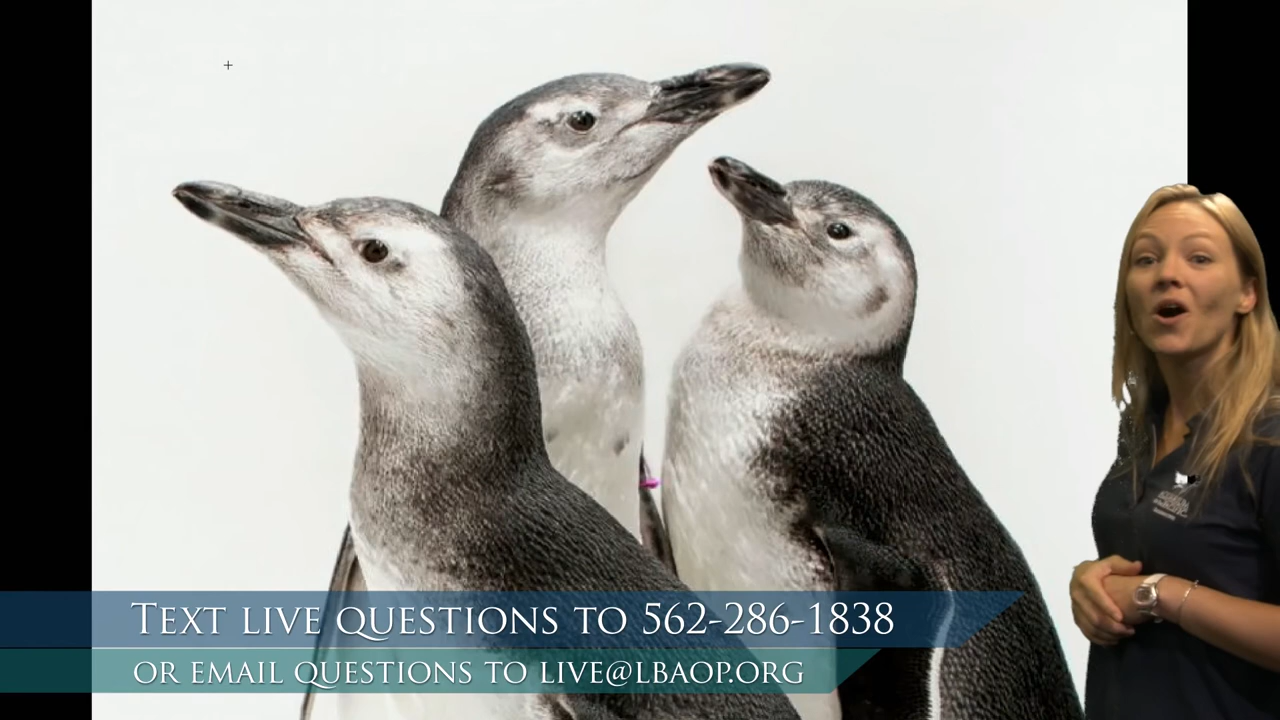 Text live questions to 562-286-1838
or email questions to live@lbaop.org